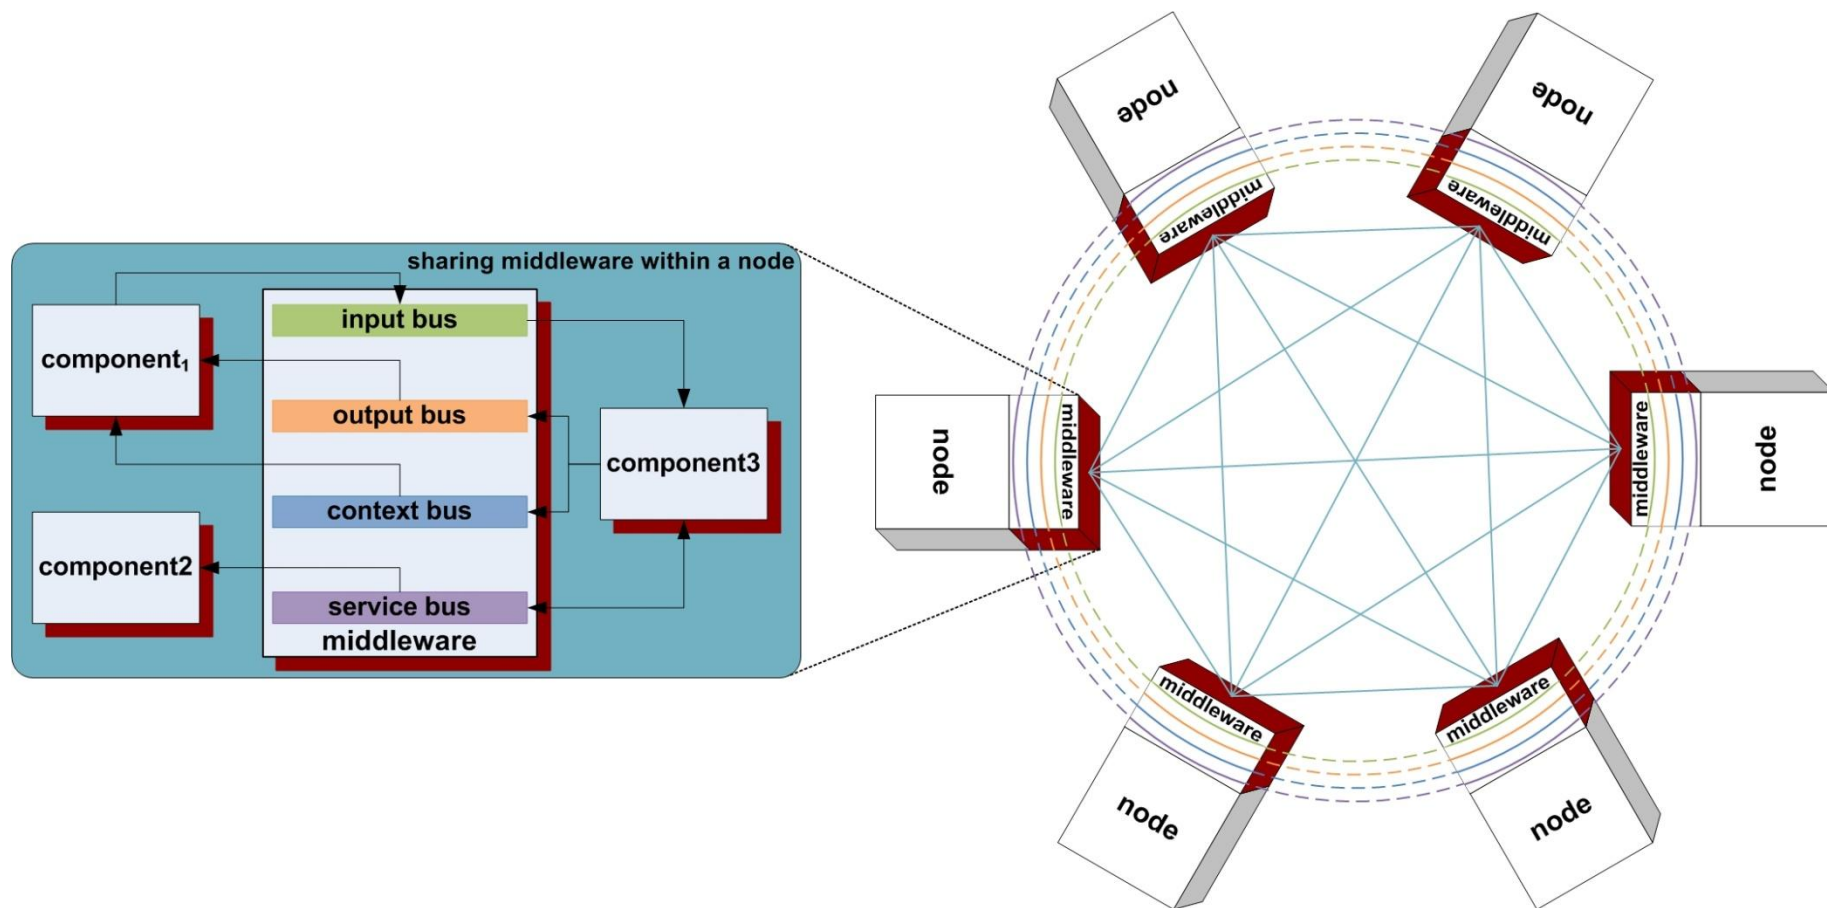 sharing middleware within a node
input bus
component₁
output bus
component3
context bus
component2
service bus
middleware
node
middleware
node
middleware
node
middleware
middleware
node
middleware
node
middleware
node